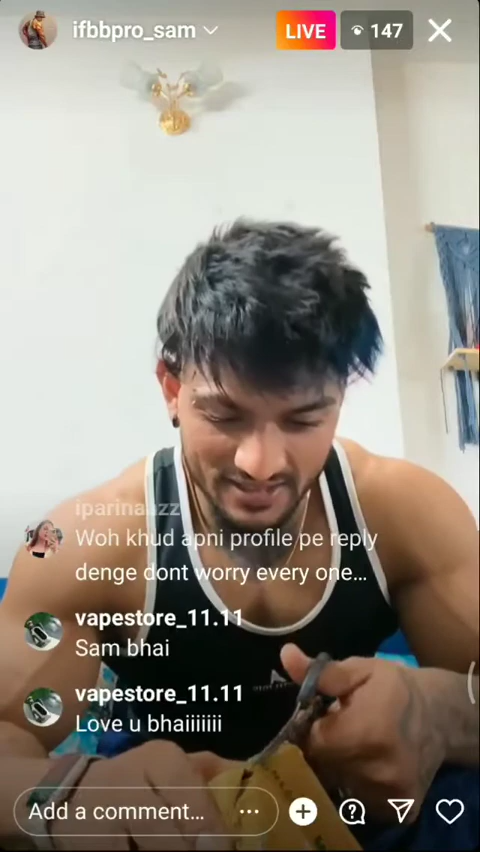 ifbbpro_sam
LIVE
147
iparinaazz
Woh khud apni profile pe reply
denge dont worry every one...
vapestore_11.11
Sam bhai
vapestore_11.11
Love u bhaiiiiiii
Add a comment...